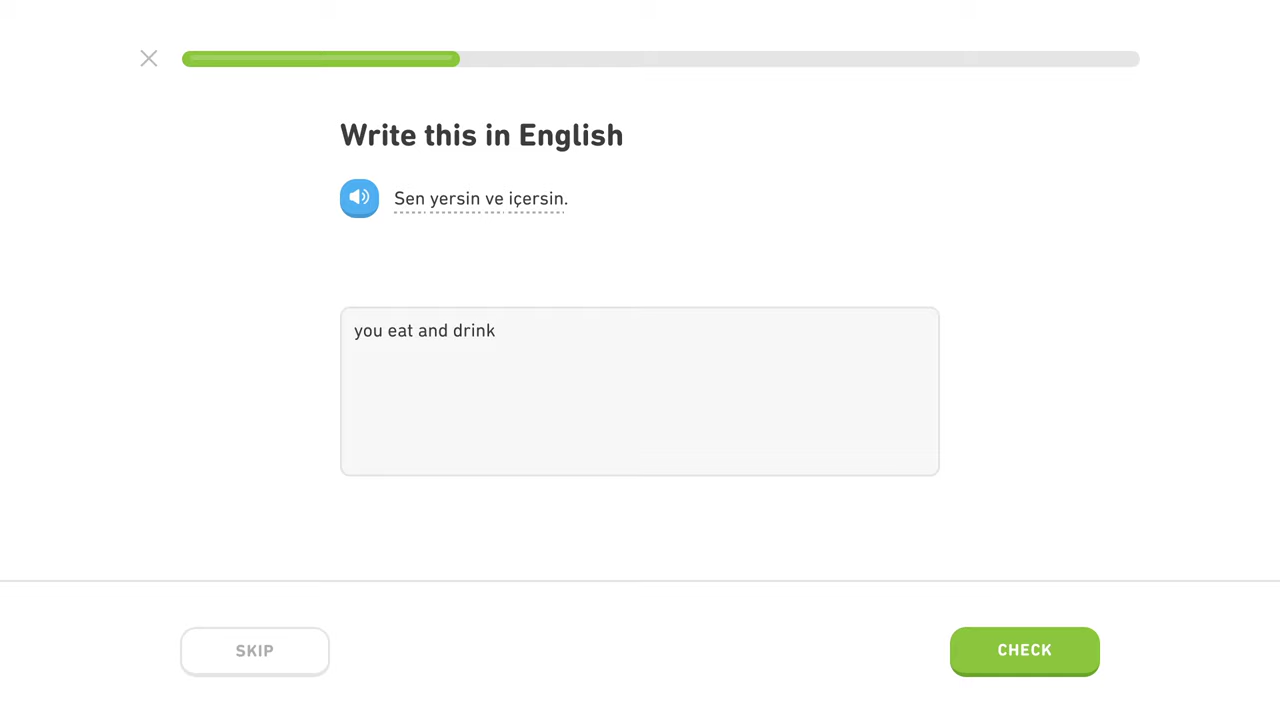 Write this in English
Sen yersin ve içersin.
you eat and drink
SKIP
CHECK